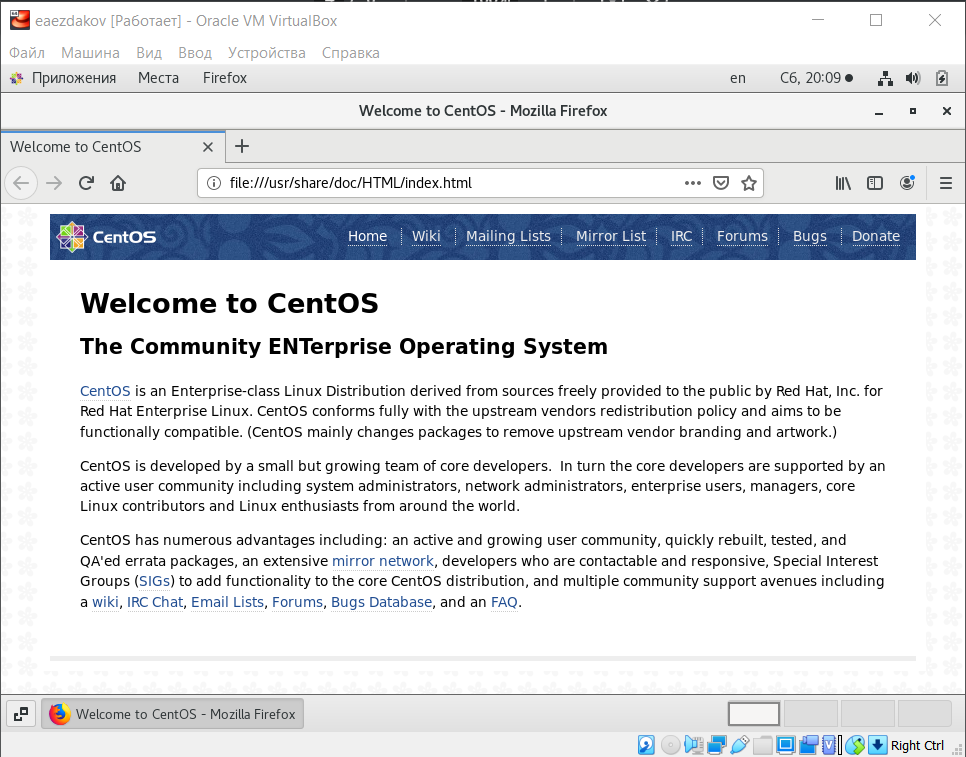 eaezdakov [Работает] - Oracle VM VirtualBox
Файл Машина Вид Ввод Устройства Справка
Приложения Места Firefox en Сб, 20:09
Welcome to CentOS - Mozilla Firefox
Welcome to CentOS
file:///usr/share/doc/HTML/index.html
CentOS Home Wiki Mailing Lists Mirror List IRC Forums Bugs Donate
Welcome to CentOS
The Community ENTerprise Operating System
CentOS is an Enterprise-class Linux Distribution derived from sources freely provided to the public by Red Hat, Inc. for
Red Hat Enterprise Linux. CentOS conforms fully with the upstream vendors redistribution policy and aims to be
functionally compatible. (CentOS mainly changes packages to remove upstream vendor branding and artwork.)
CentOS is developed by a small but growing team of core developers.  In turn the core developers are supported by an
active user community including system administrators, network administrators, enterprise users, managers, core
Linux contributors and Linux enthusiasts from around the world.
CentOS has numerous advantages including: an active and growing user community, quickly rebuilt, tested, and
QA'ed errata packages, an extensive mirror network, developers who are contactable and responsive, Special Interest
Groups (SIGs) to add functionality to the core CentOS distribution, and multiple community support avenues including
a wiki, IRC Chat, Email Lists, Forums, Bugs Database, and an FAQ.
Welcome to CentOS - Mozilla Firefox
Right Ctrl